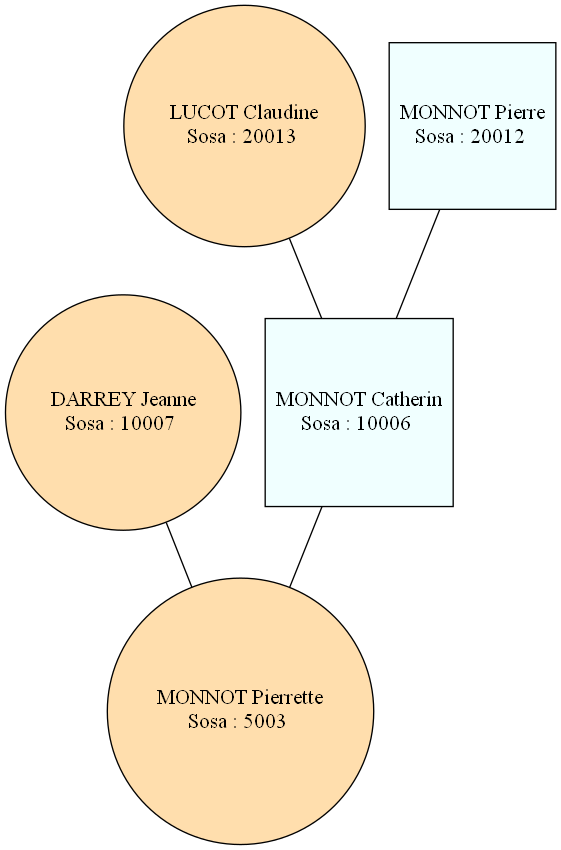 LUCOT Claudine
Sosa : 20013
MONNOT Pierre
Sosa : 20012
DARREY Jeanne
Sosa : 10007
MONNOT Catherin
Sosa : 10006
MONNOT Pierrette
Sosa : 5003